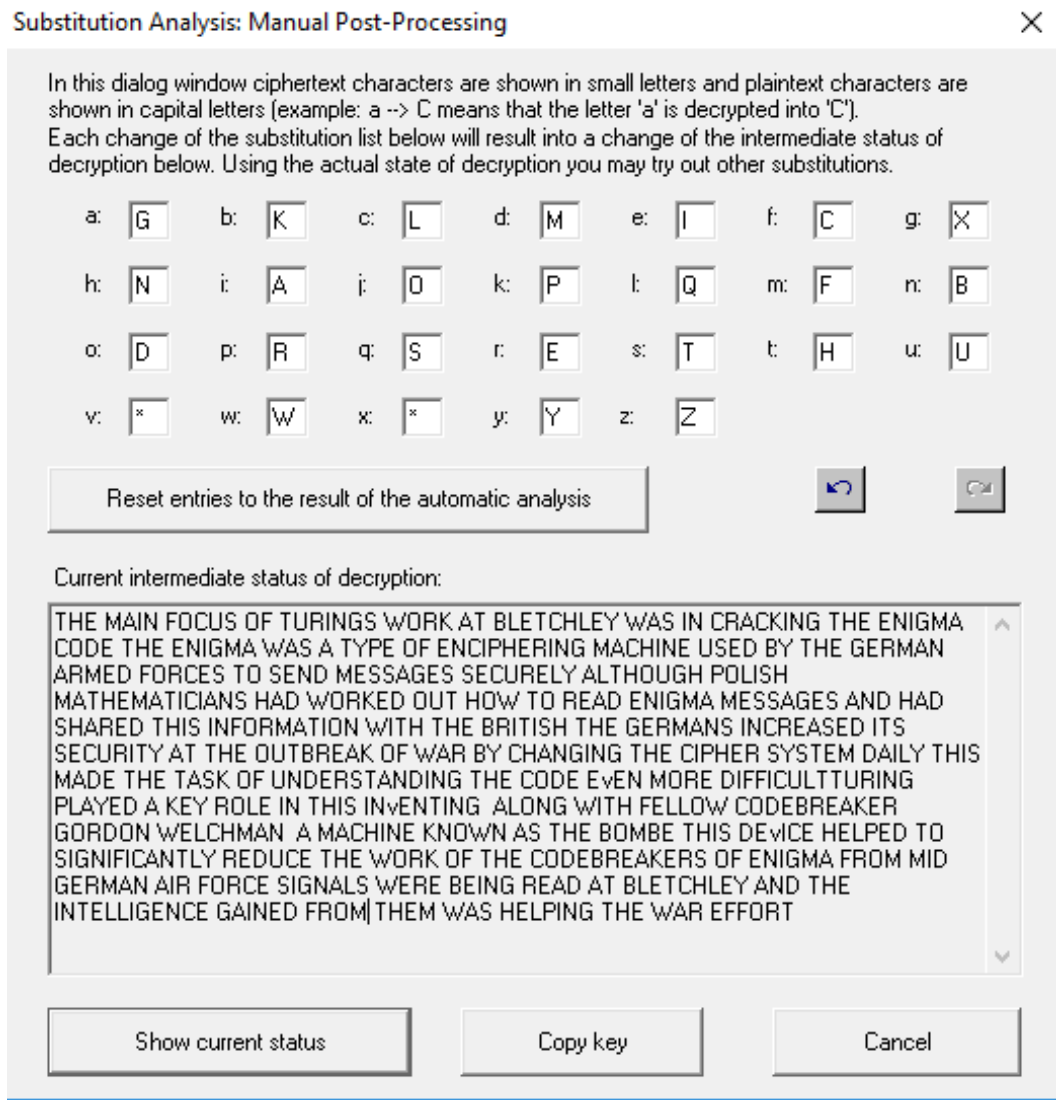 Substitution Analysis: Manual Post-Processing
In this dialog window ciphertext characters are shown in small letters and plaintext characters are
shown in capital letters (example: a --> C means that the letter 'a' is decrypted into 'C').
Each change of the substitution list below will result into a change of the intermediate status of
decryption below. Using the actual state of decryption you may try out other substitutions.
a: G b: K c: L d: M e: I f: C g: X
h: N i: A j: O k: P l: Q m: F n: B
o: D p: R q: S r: E s: T t: H u: U
v: * w: W x: * y: Y z: Z
Reset entries to the result of the automatic analysis
Current intermediate status of decryption:
THE MAIN FOCUS OF TURINGS WORK AT BLETCHLEY WAS IN CRACKING THE ENIGMA
CODE THE ENIGMA WAS A TYPE OF ENCIPHERING MACHINE USED BY THE GERMAN
ARMED FORCES TO SEND MESSAGES SECURELY ALTHOUGH POLISH
MATHEMATICIANS HAD WORKED OUT HOW TO READ ENIGMA MESSAGES AND HAD
SHARED THIS INFORMATION WITH THE BRITISH THE GERMANS INCREASED ITS
SECURITY AT THE OUTBREAK OF WAR BY CHANGING THE CIPHER SYSTEM DAILY THIS
MADE THE TASK OF UNDERSTANDING THE CODE EvEN MORE DIFFICULTTURING
PLAYED A KEY ROLE IN THIS INvENTING  ALONG WITH FELLOW CODEBREAKER
GORDON WELCHMAN  A MACHINE KNOWN AS THE BOMBE THIS DEvICE HELPED TO
SIGNIFICANTLY REDUCE THE WORK OF THE CODEBREAKERS OF ENIGMA FROM MID
GERMAN AIR FORCE SIGNALS WERE BEING READ AT BLETCHLEY AND THE
INTELLIGENCE GAINED FROM THEM WAS HELPING THE WAR EFFORT
Show current status
Copy key
Cancel